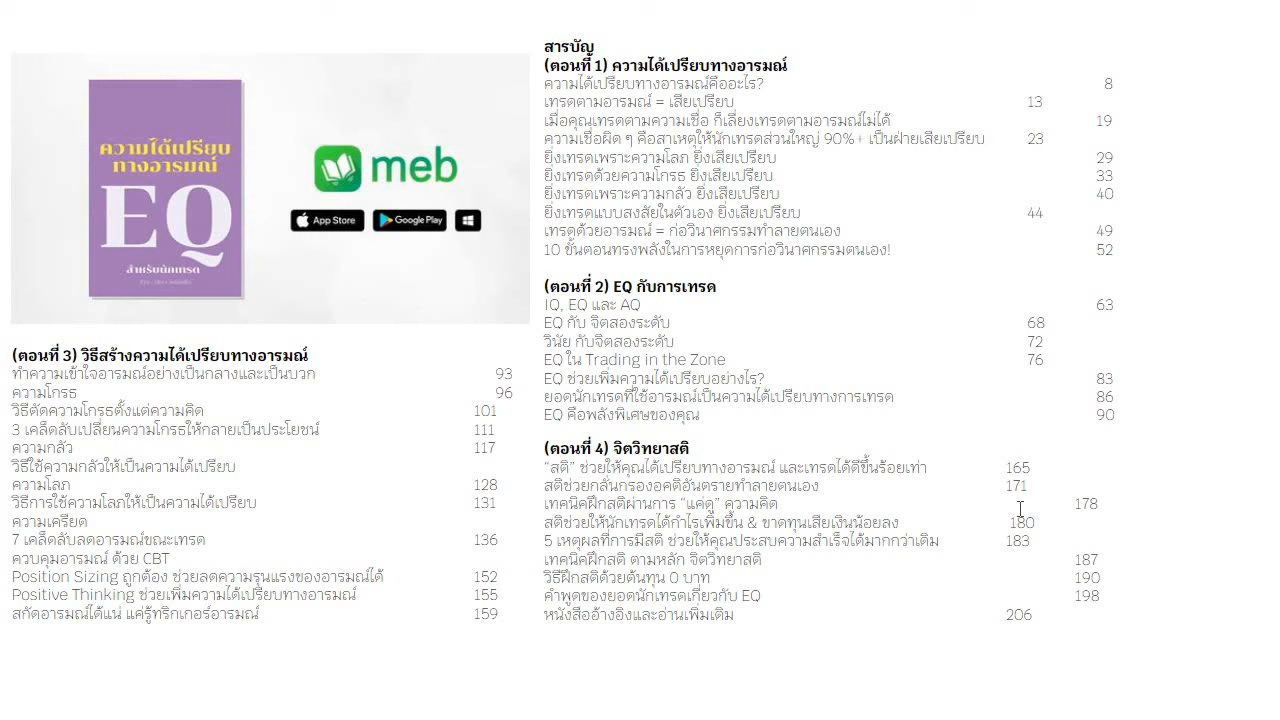 ความได้เปรียบ
ทางอารมณ์
EQ
สำหรับนักเทรด
meb
App Store
Google Play
สารบัญ
(ตอนที่ 1) ความได้เปรียบทางอารมณ์
ความได้เปรียบทางอารมณ์คืออะไร? 8
เทรดตามอารมณ์ = เสียเปรียบ 13
เมื่อคุณเทรดตามความเชื่อ ก็เลี่ยงเทรดตามอารมณ์ไม่ได้ 19
ความเชื่อผิด ๆ คือสาเหตุให้นักเทรดส่วนใหญ่ 90%+ เป็นฝ่ายเสียเปรียบ 23
ยิ่งเทรดเพราะความโลภ ยิ่งเสียเปรียบ 29
ยิ่งเทรดด้วยความโกรธ ยิ่งเสียเปรียบ 33
ยิ่งเทรดเพราะความกลัว ยิ่งเสียเปรียบ 40
ยิ่งเทรดแบบสงสัยในตัวเอง ยิ่งเสียเปรียบ 44
เทรดด้วยอารมณ์ = ก่อวินาศกรรมทำลายตนเอง 49
10 ขั้นตอนทรงพลังในการหยุดการก่อวินาศกรรมตนเอง! 52
(ตอนที่ 2) EQ กับการเทรด
IQ, EQ และ AQ 63
EQ กับ จิตสองระดับ 68
วินัย กับจิตสองระดับ 72
EQ ใน Trading in the Zone 76
EQ ช่วยเพิ่มความได้เปรียบอย่างไร? 83
ยอดนักเทรดที่ใช้อารมณ์เป็นความได้เปรียบทางการเทรด 86
EQ คือพลังพิเศษของคุณ 90
(ตอนที่ 3) วิธีสร้างความได้เปรียบทางอารมณ์
ทำความเข้าใจอารมณ์อย่างเป็นกลางและเป็นบวก 93
ความโกรธ 96
วิธีตัดความโกรธตั้งแต่ความคิด 101
3 เคล็ดลับเปลี่ยนความโกรธให้กลายเป็นประโยชน์ 111
ความกลัว 117
วิธีใช้ความกลัวให้เป็นความได้เปรียบ
ความโลภ 128
วิธีการใช้ความโลภให้เป็นความได้เปรียบ 131
ความเครียด
7 เคล็ดลับลดอารมณ์ขณะเทรด 136
ควบคุมอารมณ์ ด้วย CBT
Position Sizing ถูกต้อง ช่วยลดความรุนแรงของอารมณ์ได้ 152
Positive Thinking ช่วยเพิ่มความได้เปรียบทางอารมณ์ 155
สกัดอารมณ์ได้แน่ แค่รู้ทริกเกอร์อารมณ์ 159
(ตอนที่ 4) จิตวิทยาสติ
“สติ” ช่วยให้คุณได้เปรียบทางอารมณ์ และเทรดได้ดีขึ้นร้อยเท่า 165
สติช่วยกลั่นกรองอคติอันตรายทำลายตนเอง 171
เทคนิคฝึกสติผ่านการ “แค่ดู” ความคิด 178
สติช่วยให้นักเทรดได้กำไรเพิ่มขึ้น & ขาดทุนเสียเงินน้อยลง 180
5 เหตุผลที่การมีสติ ช่วยให้คุณประสบความสำเร็จได้มากกว่าเดิม 183
เทคนิคฝึกสติ ตามหลัก จิตวิทยาสติ 187
วิธีฝึกสติด้วยต้นทุน 0 บาท 190
คำพูดของยอดนักเทรดเกี่ยวกับ EQ 198
หนังสืออ้างอิงและอ่านเพิ่มเติม 206